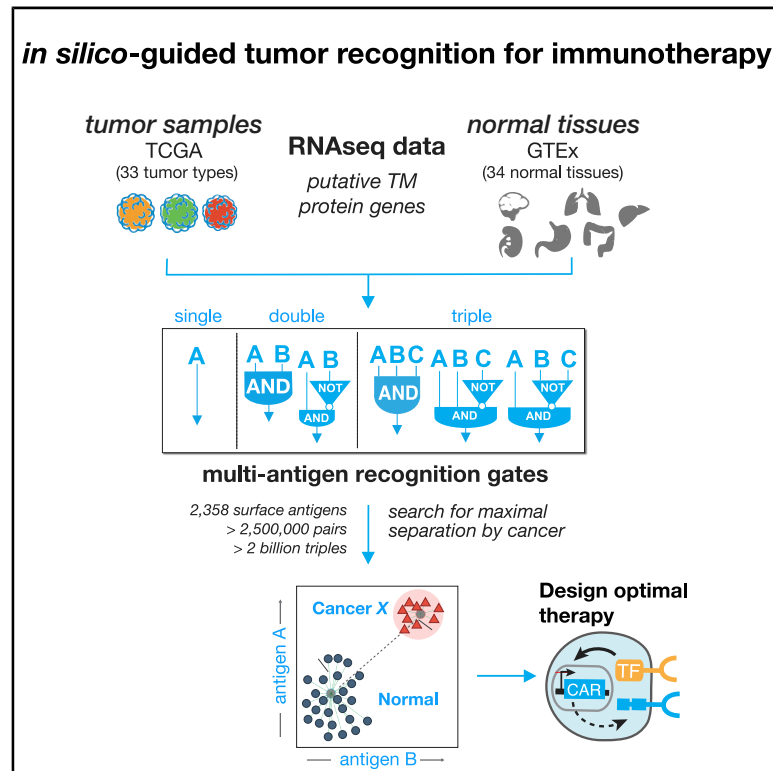 in silico-guided tumor recognition for immunotherapy
tumor samples
TCGA
(33 tumor types)
RNAseq data
putative TM
protein genes
normal tissues
GTEx
(34 normal tissues)
single
double
triple
A
A B
AND
A B
NOT
AND
A B C
AND
A B C
NOT
AND
A B C
NOT
AND
multi-antigen recognition gates
2,358 surface antigens
> 2,500,000 pairs
> 2 billion triples
search for maximal
separation by cancer
Cancer X
Normal
antigen A
antigen B
Design optimal
therapy
TF
CAR